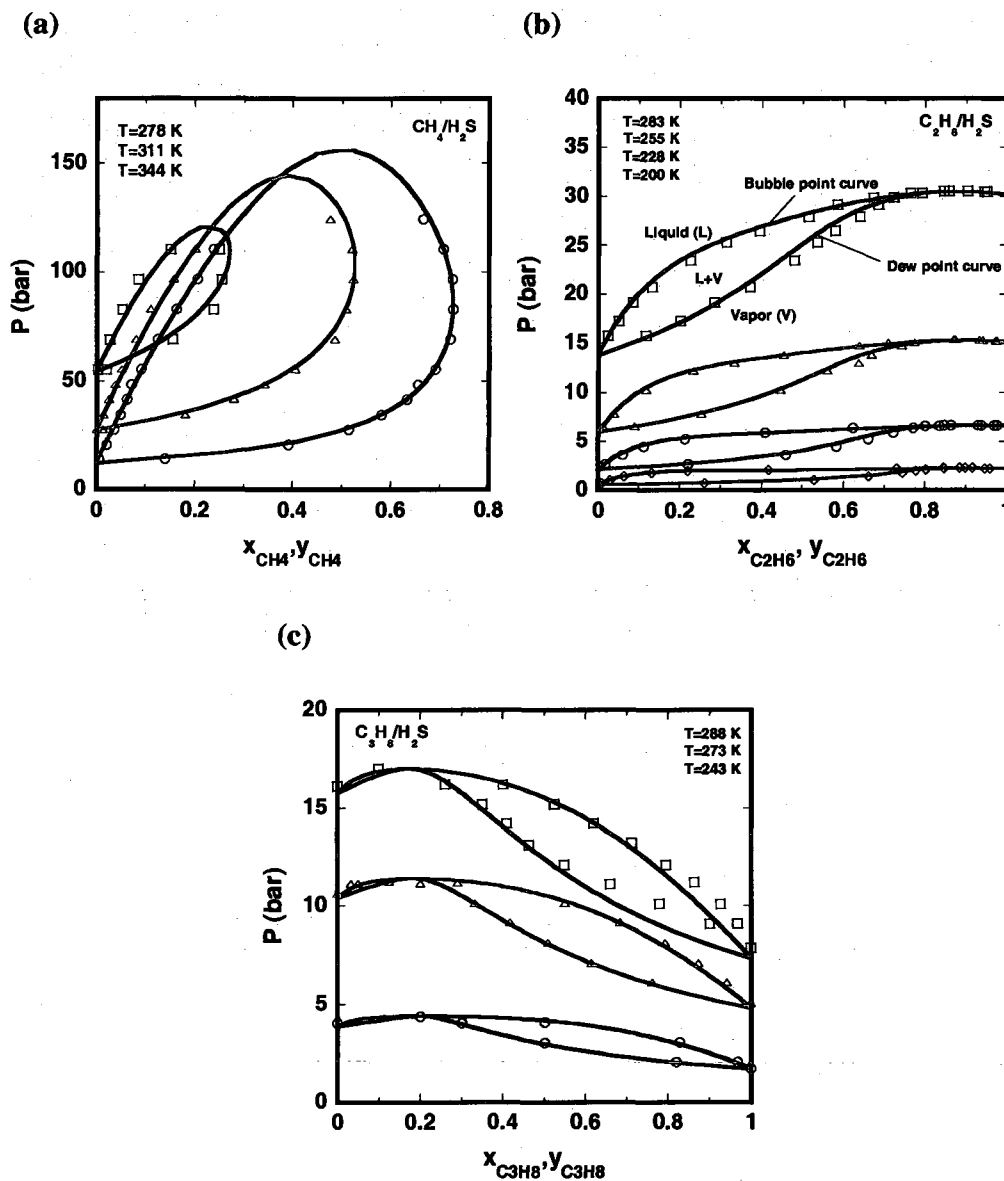 (a)
CH4/H2S
T=278 K
T=311 K
T=344 K
P (bar)
150
100
50
0
0 0.2 0.4 0.6 0.8
xCH4,yCH4
(b)
C2H6/H2S
T=283 K
T=255 K
T=228 K
T=200 K
Bubble point curve
Liquid (L)
L+V
Dew point curve
Vapor (V)
P (bar)
40
35
30
25
20
15
10
5
0
0 0.2 0.4 0.6 0.8 1
xC2H6, yC2H6
(c)
C3H6/H2S
T=288 K
T=273 K
T=243 K
P (bar)
20
15
10
5
0
0 0.2 0.4 0.6 0.8 1
xC3H8,yC3H8